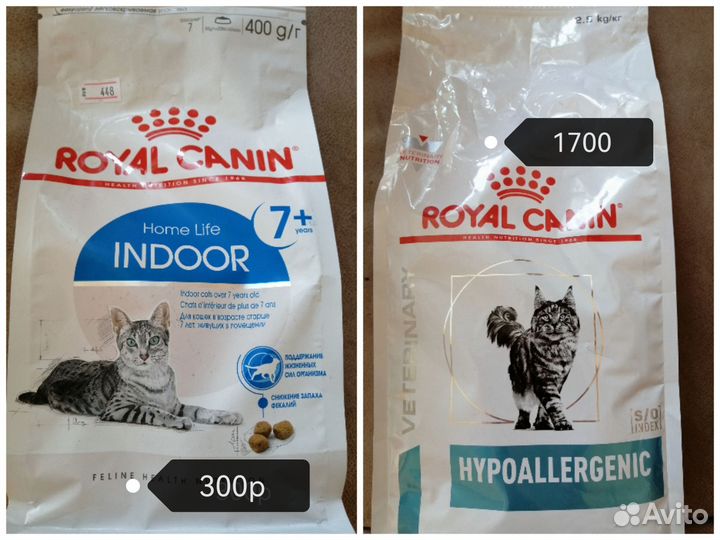 7
400 g/г
448
ROYAL CANIN
HEALTH NUTRITION SINCE 1968
Home Life
INDOOR
7+
years
Indoor cats over 7 years old
Chats d'intérieur de plus de 7 ans
Для кошек в возрасте старше
7 лет, живущих в помещении
ПОДДЕРЖАНИЕ
ЖИЗНЕННЫХ
СИЛ ОРГАНИЗМА
СНИЖЕНИЕ ЗАПАХА
ФЕКАЛИЙ
FELINE HEALTH
300р
2.5 kg/кг
VETERINARY
NUTRITION
1700
ROYAL CANIN
HEALTH NUTRITION SINCE 1968
VETERINARY
S/O
INDEX
HYPOALLERGENIC
Avito